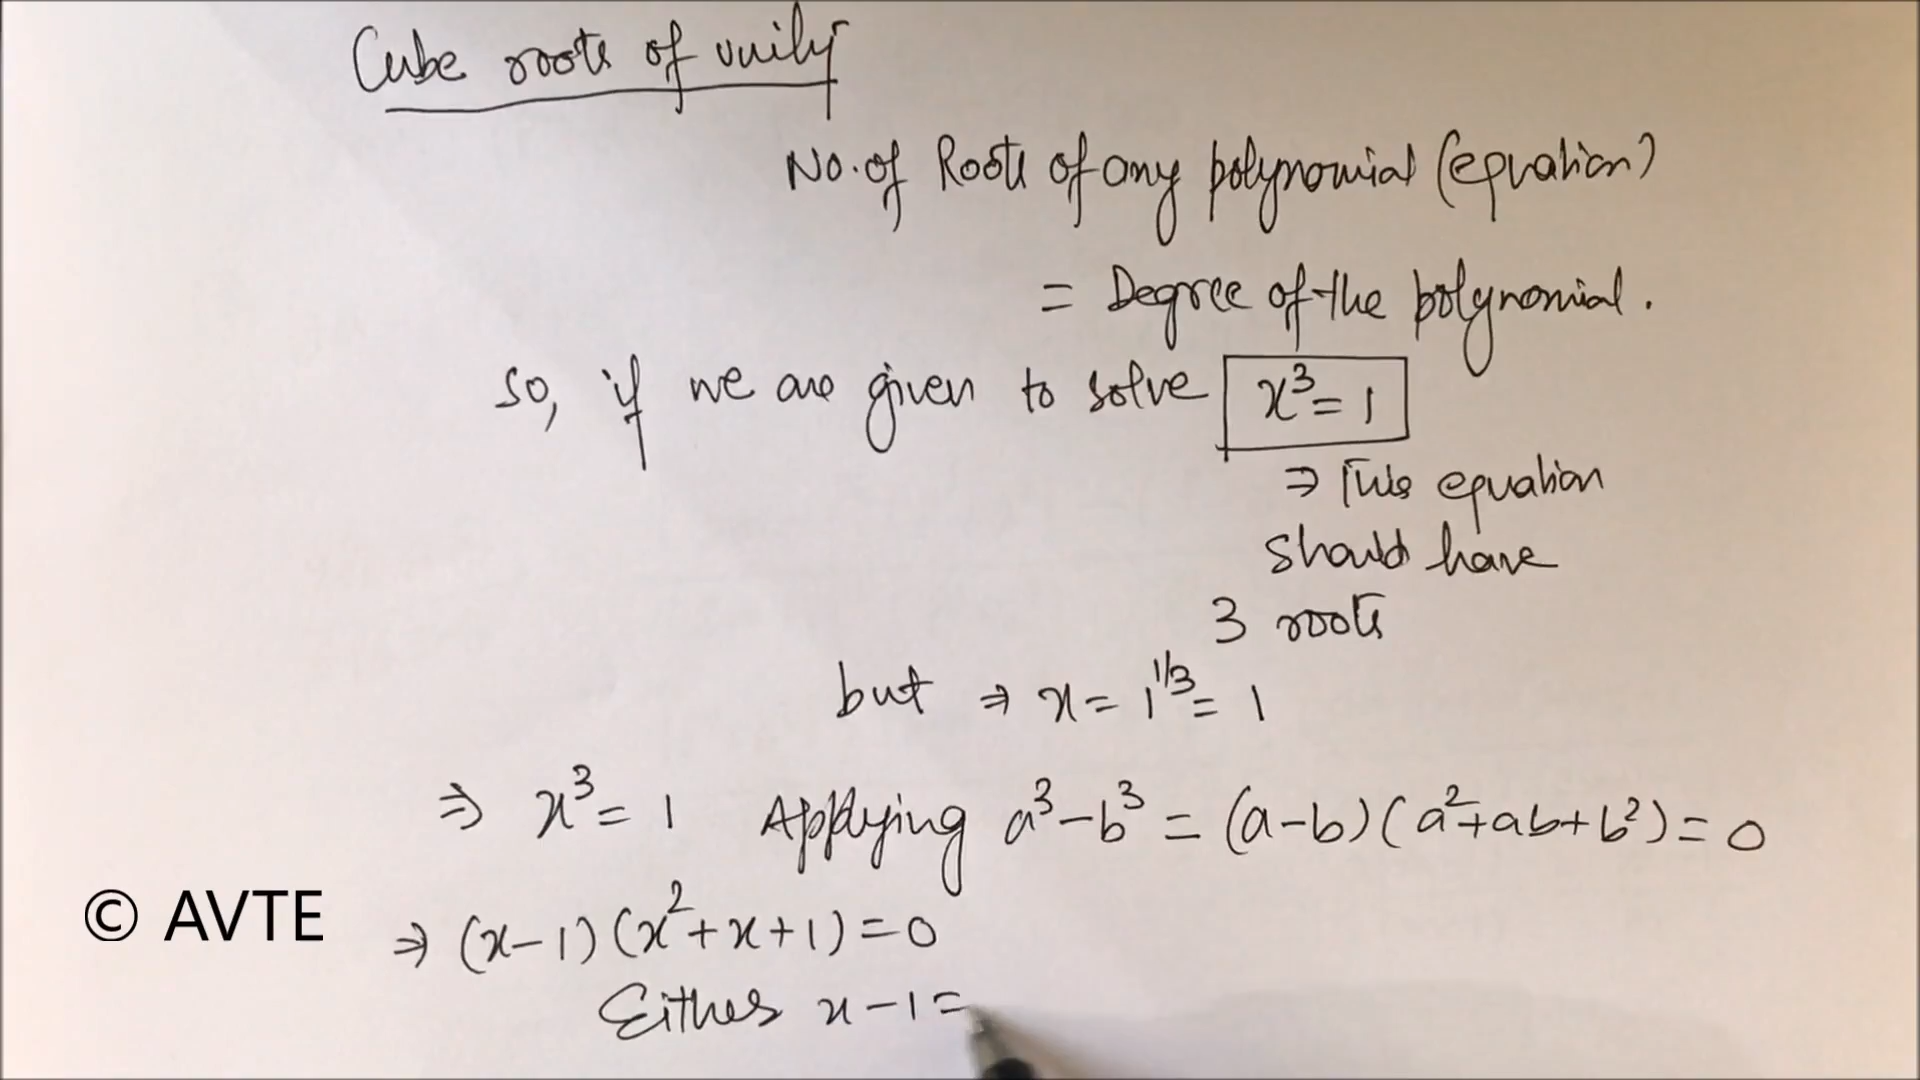 Cube roots of unity
No. of Roots of any polynomial (equation)
= Degree of the polynomial.
So, if we are given to solve x³ = 1
⇒ This equation
should have
3 roots
but ⇒ x = 1^{1/3} = 1
⇒ x³ = 1 Applying a³-b³ = (a-b)(a²+ab+b²) = 0
© AVTE
⇒ (x-1)(x²+x+1) = 0
Either x-1 =